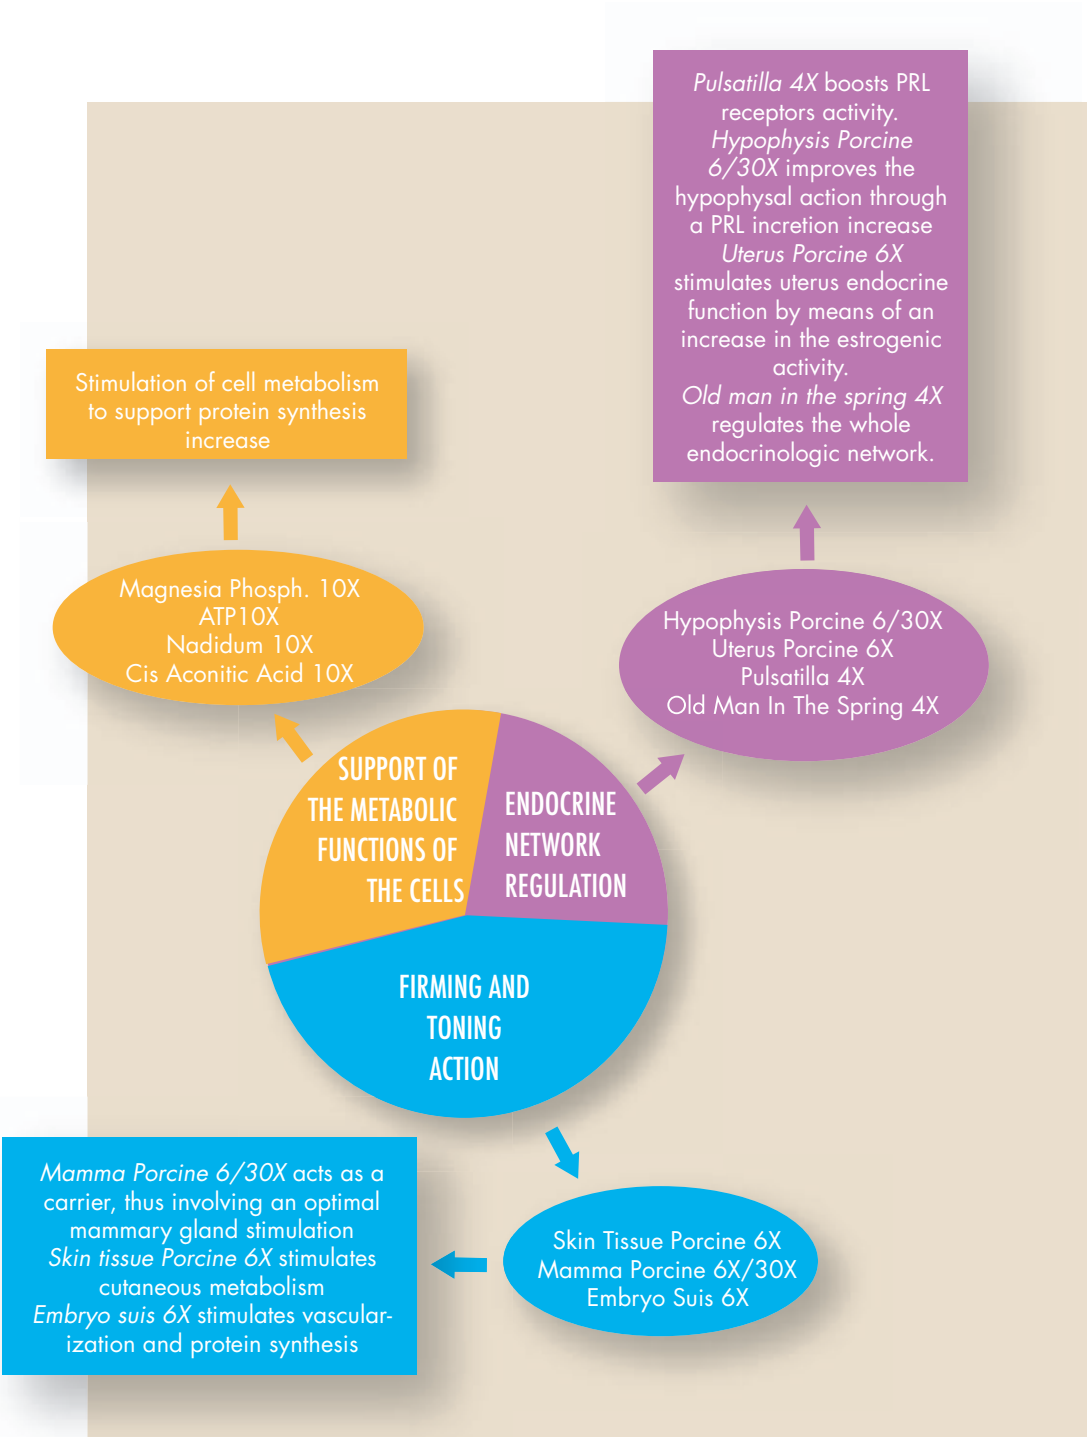 Pulsatilla 4X boosts PRL
receptors activity.
Hypophysis Porcine
6/30X improves the
hypophysal action through
a PRL incretion increase
Uterus Porcine 6X
stimulates uterus endocrine
function by means of an
increase in the estrogenic
activity.
Old man in the spring 4X
regulates the whole
endocrinologic network.
Stimulation of cell metabolism
to support protein synthesis
increase
Magnesia Phosph. 10X
ATP10X
Nadidum 10X
Cis Aconitic Acid 10X
Hypophysis Porcine 6/30X
Uterus Porcine 6X
Pulsatilla 4X
Old Man In The Spring 4X
SUPPORT OF
THE METABOLIC
FUNCTIONS OF
THE CELLS
ENDOCRINE
NETWORK
REGULATION
FIRMING AND
TONING
ACTION
Mamma Porcine 6/30X acts as a
carrier, thus involving an optimal
mammary gland stimulation
Skin tissue Porcine 6X stimulates
cutaneous metabolism
Embryo suis 6X stimulates vascular-
ization and protein synthesis
Skin Tissue Porcine 6X
Mamma Porcine 6X/30X
Embryo Suis 6X